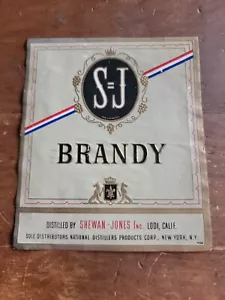 S-J
BRANDY
DISTILLED BY SHEWAN-JONES INC. LODI, CALIF.
SOLE DISTRIBUTORS NATIONAL DISTILLERS PRODUCTS CORP., NEW YORK, N.Y.